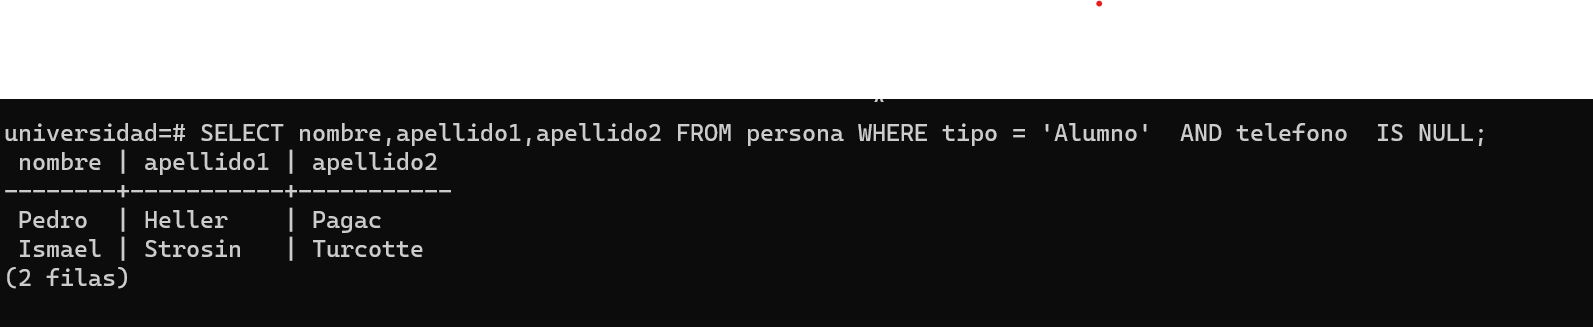 universidad=# SELECT nombre,apellido1,apellido2 FROM persona WHERE tipo = 'Alumno'  AND telefono  IS NULL;
 nombre | apellido1 | apellido2
--------+-----------+-----------
 Pedro  | Heller    | Pagac
 Ismael | Strosin   | Turcotte
(2 filas)